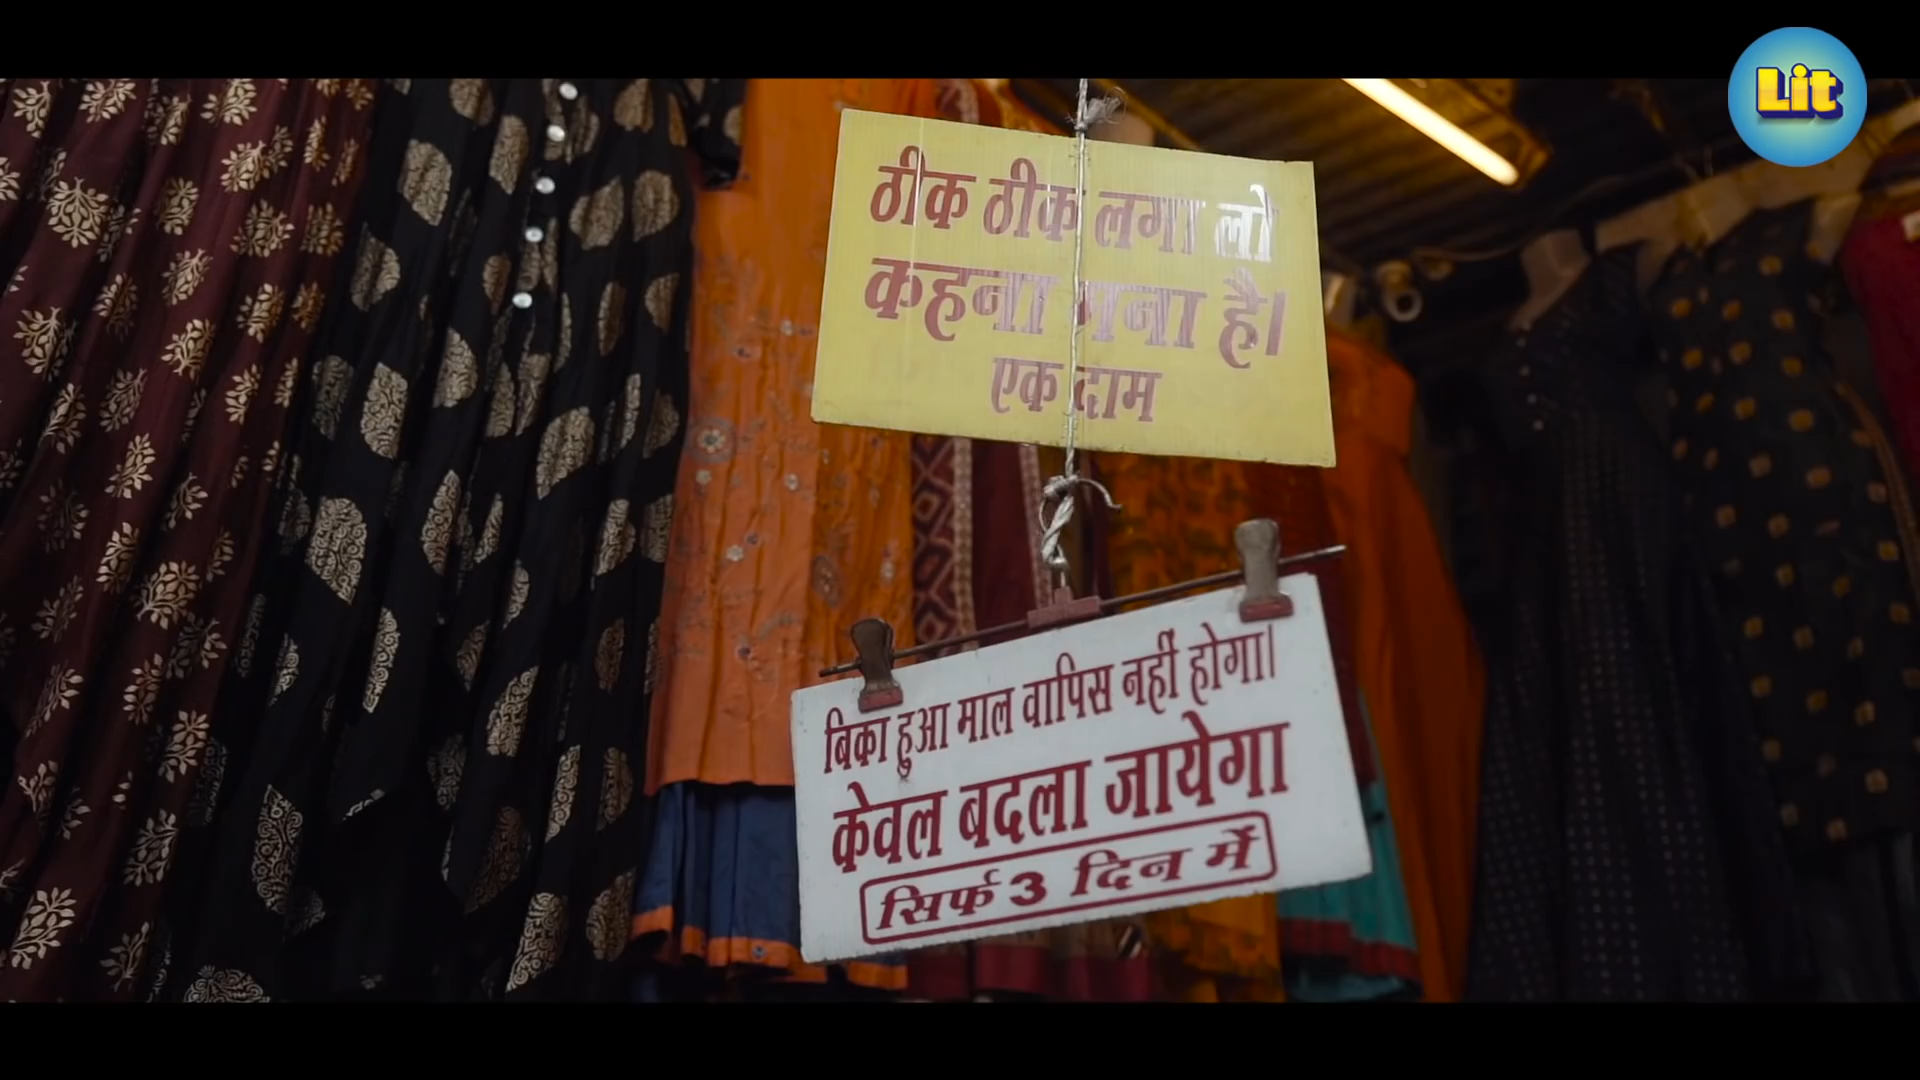 Lit
ठीक ठीक लगा लो
कहना मना है।
एक दाम
बिका हुआ माल वापिस नहीं होगा।
केवल बदला जायेगा
सिर्फ 3 दिन में